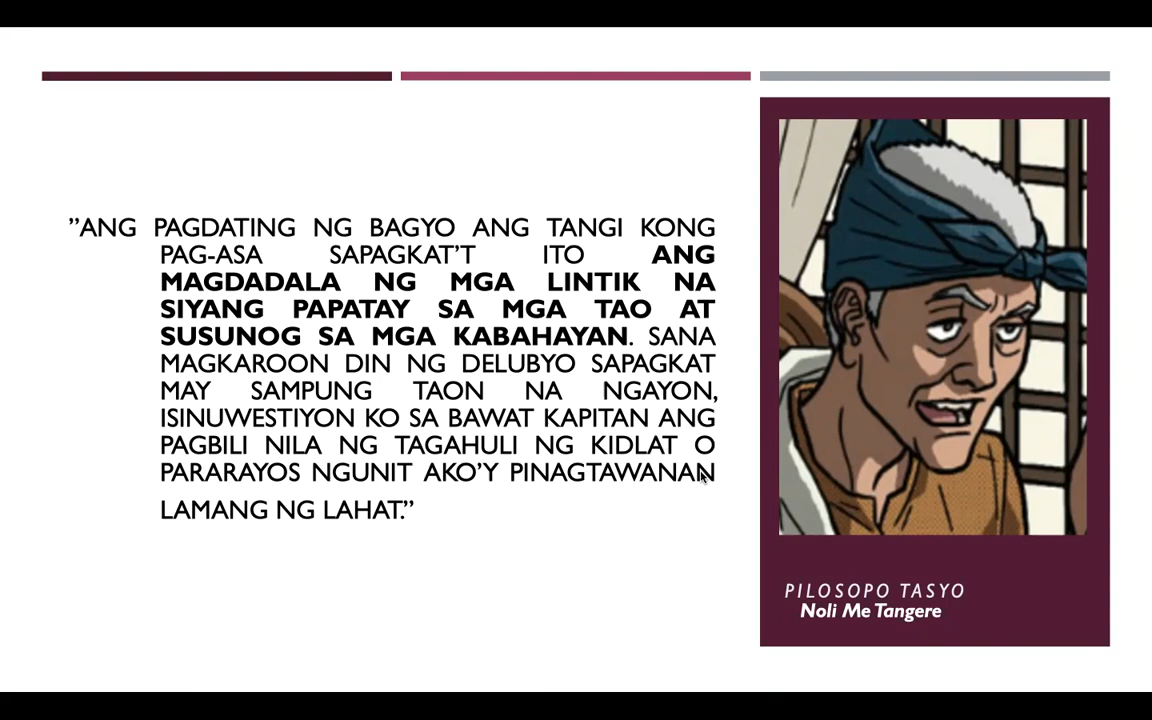 ”ANG PAGDATING NG BAGYO ANG TANGI KONG
PAG-ASA SAPAGKAT’T ITO ANG
MAGDADALA NG MGA LINTIK NA
SIYANG PAPATAY SA MGA TAO AT
SUSUNOG SA MGA KABAHAYAN. SANA
MAGKAROON DIN NG DELUBYO SAPAGKAT
MAY SAMPUNG TAON NA NGAYON,
ISINUWESTIYON KO SA BAWAT KAPITAN ANG
PAGBILI NILA NG TAGAHULI NG KIDLAT O
PARARAYOS NGUNIT AKO’Y PINAGTAWANAN
LAMANG NG LAHAT.”
PILOSOPO TASYO
Noli Me Tangere